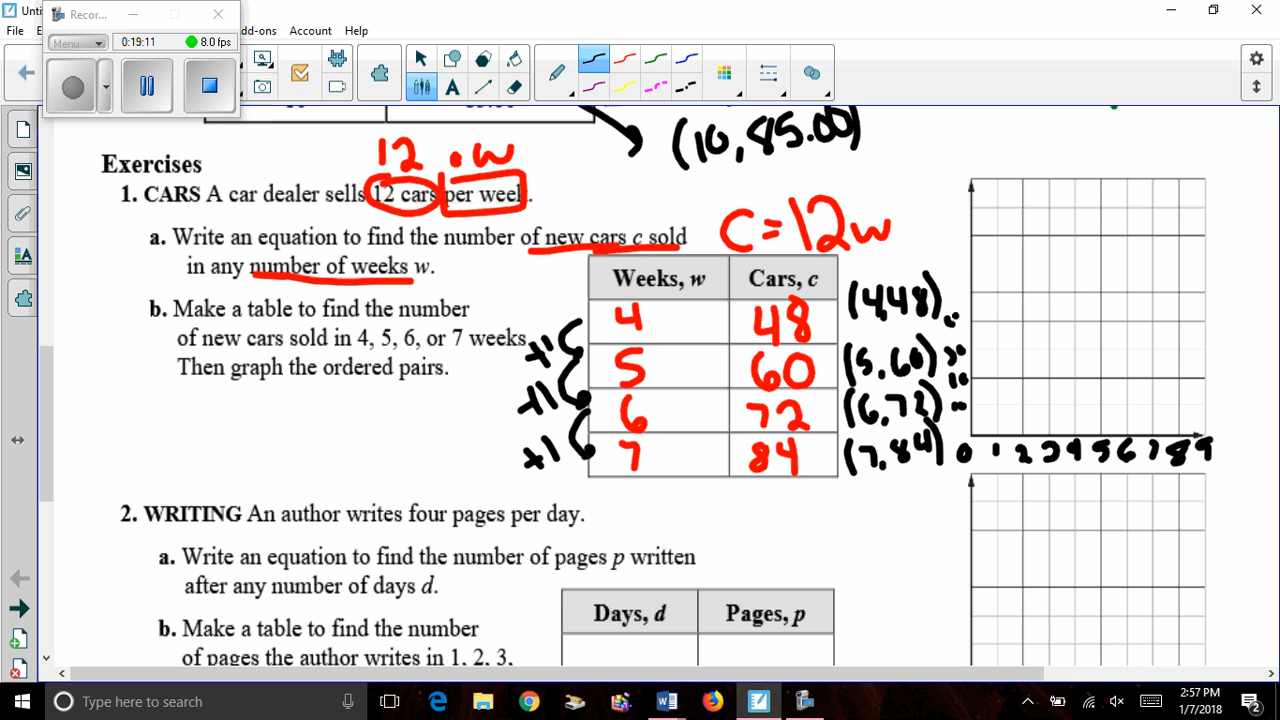 Recor...
Menu
0:19:11
8.0 fps
File
dd-ons
Account
Help
(10, 85.00)
Exercises
12 . w
1. CARS A car dealer sells 12 cars per week.
a. Write an equation to find the number of new cars c sold
in any number of weeks w.
C = 12w
b. Make a table to find the number
of new cars sold in 4, 5, 6, or 7 weeks.
Then graph the ordered pairs.
Weeks, w Cars, c
4 48 (4,48)
5 60 (5,60)
6 72 (6,72)
7 84 (7,84)
+1
+1
+1
0 1 2 3 4 5 6 7 8 9
2. WRITING An author writes four pages per day.
a. Write an equation to find the number of pages p written
after any number of days d.
b. Make a table to find the number
of pages the author writes in 1, 2, 3,
Days, d Pages, p
Type here to search
2:57 PM
1/7/2018